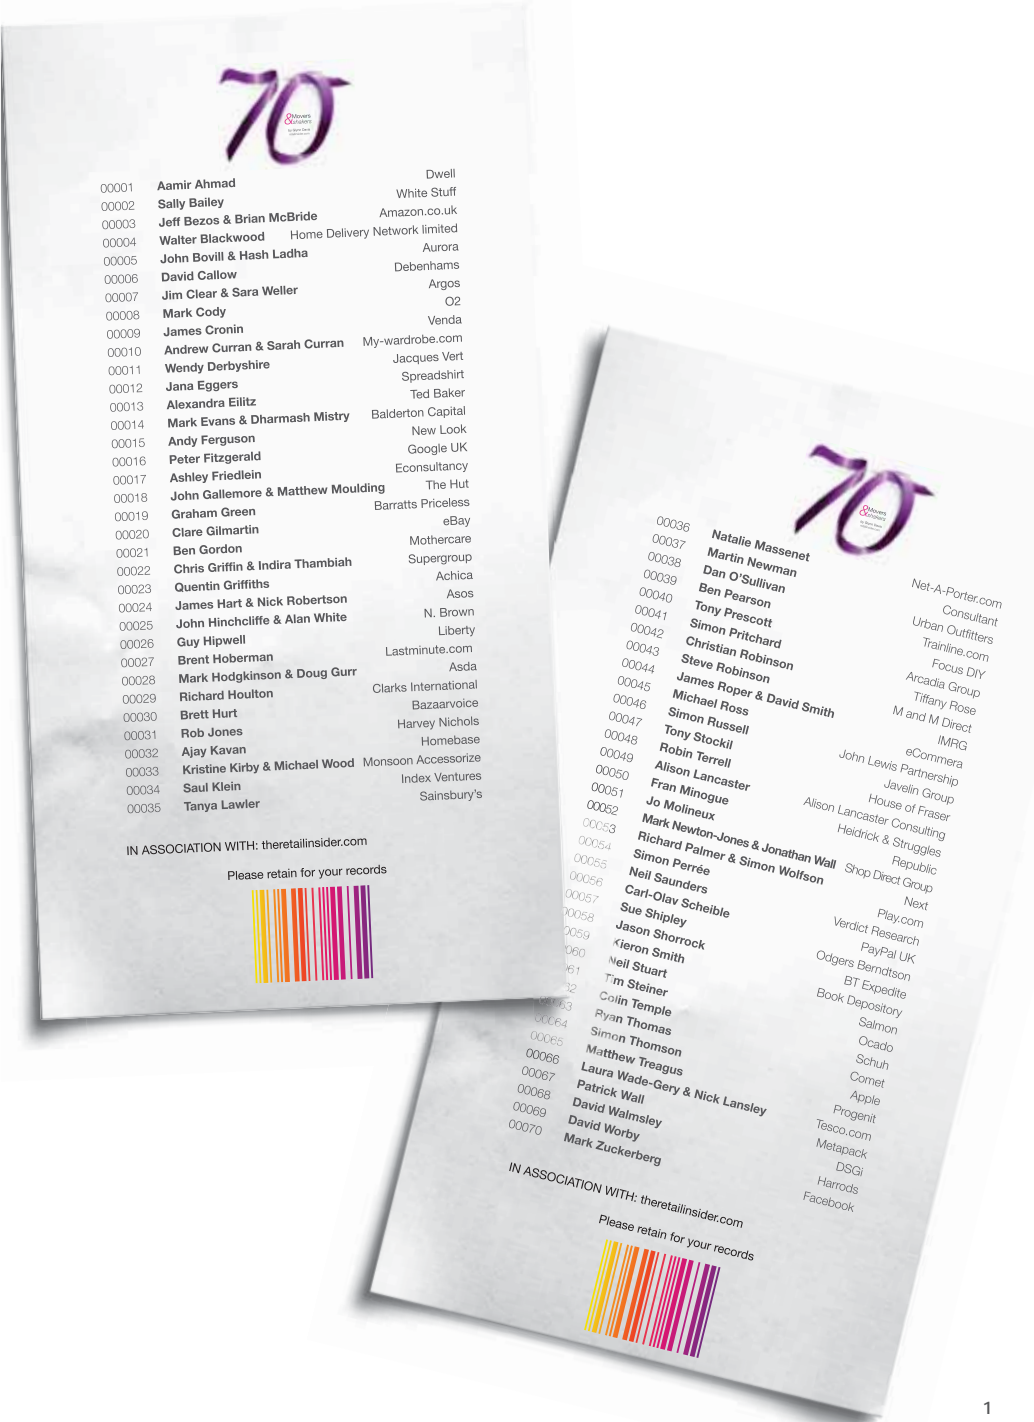 70
&Movers
shakers
00001 Aamir Ahmad Dwell
00002 Sally Bailey White Stuff
00003 Jeff Bezos & Brian McBride Amazon.co.uk
00004 Walter Blackwood Home Delivery Network limited
00005 John Bovill & Hash Ladha Aurora
00006 David Callow Debenhams
00007 Jim Clear & Sara Weller Argos
00008 Mark Cody O2
00009 James Cronin Venda
00010 Andrew Curran & Sarah Curran My-wardrobe.com
00011 Wendy Derbyshire Jacques Vert
00012 Jana Eggers Spreadshirt
00013 Alexandra Eilitz Ted Baker
00014 Mark Evans & Dharmash Mistry Balderton Capital
00015 Andy Ferguson New Look
00016 Peter Fitzgerald Google UK
00017 Ashley Friedlein Econsultancy
00018 John Gallemore & Matthew Moulding The Hut
00019 Graham Green Barratts Priceless
00020 Clare Gilmartin eBay
00021 Ben Gordon Mothercare
00022 Chris Griffin & Indira Thambiah Supergroup
00023 Quentin Griffiths Achica
00024 James Hart & Nick Robertson Asos
00025 John Hinchcliffe & Alan White N. Brown
00026 Guy Hipwell Liberty
00027 Brent Hoberman Lastminute.com
00028 Mark Hodgkinson & Doug Gurr Asda
00029 Richard Houlton Clarks International
00030 Brett Hurt Bazaarvoice
00031 Rob Jones Harvey Nichols
00032 Ajay Kavan Homebase
00033 Kristine Kirby & Michael Wood Monsoon Accessorize
00034 Saul Klein Index Ventures
00035 Tanya Lawler Sainsbury's
IN ASSOCIATION WITH: theretailinsider.com
Please retain for your records
70
&Movers
shakers
00036 Natalie Massenet Net-A-Porter.com
00037 Martin Newman Consultant
00038 Dan O'Sullivan Urban Outfitters
00039 Ben Pearson Trainline.com
00040 Tony Prescott Focus DIY
00041 Simon Pritchard Arcadia Group
00042 Christian Robinson Tiffany Rose
00043 Steve Robinson M and M Direct
00044 James Roper & David Smith IMRG
00045 Michael Ross eCommera
00046 Simon Russell John Lewis Partnership
00047 Tony Stockil Javelin Group
00048 Robin Terrell House of Fraser
00049 Alison Lancaster Alison Lancaster Consulting
00050 Fran Minogue Heidrick & Struggles
00051 Jo Molineux Republic
00052 Mark Newton-Jones & Jonathan Wall Shop Direct Group
00053 Richard Palmer & Simon Wolfson Next
00054 Simon Perrée Play.com
00055 Neil Saunders Verdict Research
00056 Carl-Olav Scheible PayPal UK
00057 Sue Shipley Odgers Berndtson
00058 Jason Shorrock BT Expedite
0059 Kieron Smith Book Depository
0060 Neil Stuart Salmon
061 Tim Steiner Ocado
Colin Temple Schuh
00063 Ryan Thomas Comet
00064 Simon Thomson Apple
00065 Matthew Treagus Progenit
00066 Laura Wade-Gery & Nick Lansley Tesco.com
00067 Patrick Wall Metapack
00068 David Walmsley DSGi
00069 David Worby Harrods
00070 Mark Zuckerberg Facebook
IN ASSOCIATION WITH: theretailinsider.com
Please retain for your records
1